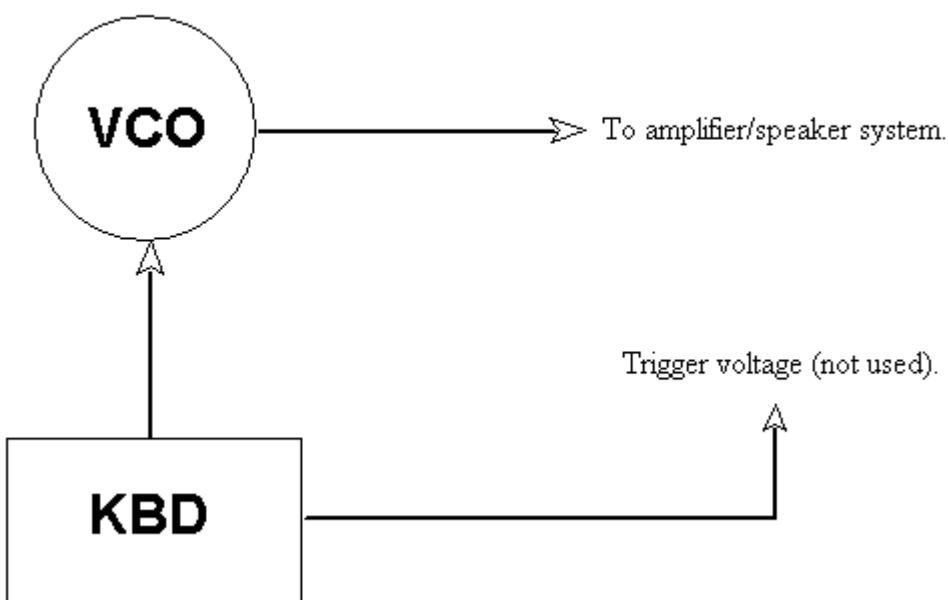 VCO
To amplifier/speaker system.
Trigger voltage (not used).
KBD